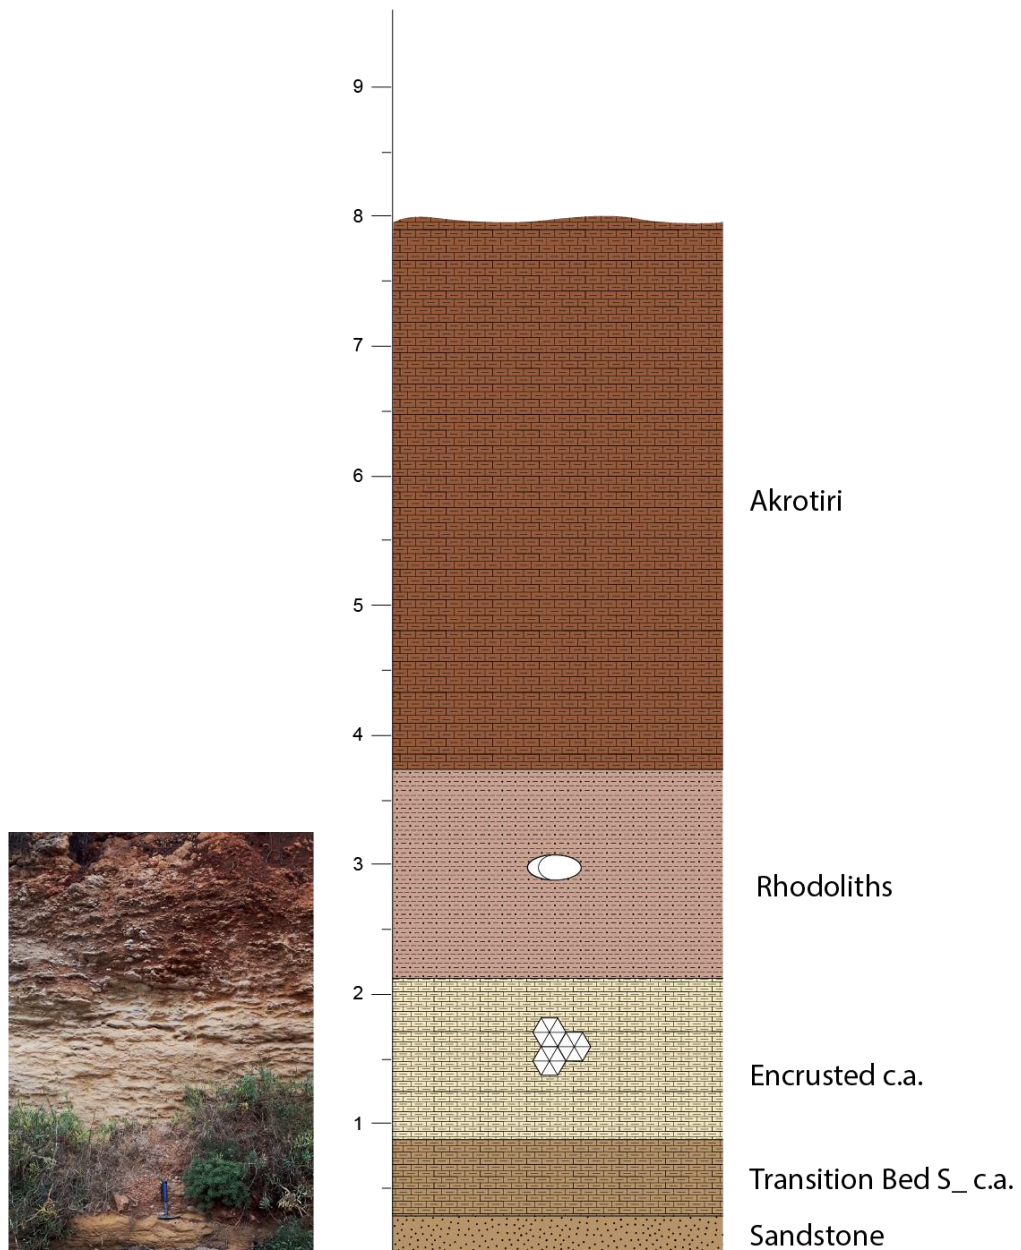 9
8
7
6
Akrotiri
5
4
3
Rhodoliths
2
Encrusted c.a.
1
Transition Bed S_ c.a.
Sandstone